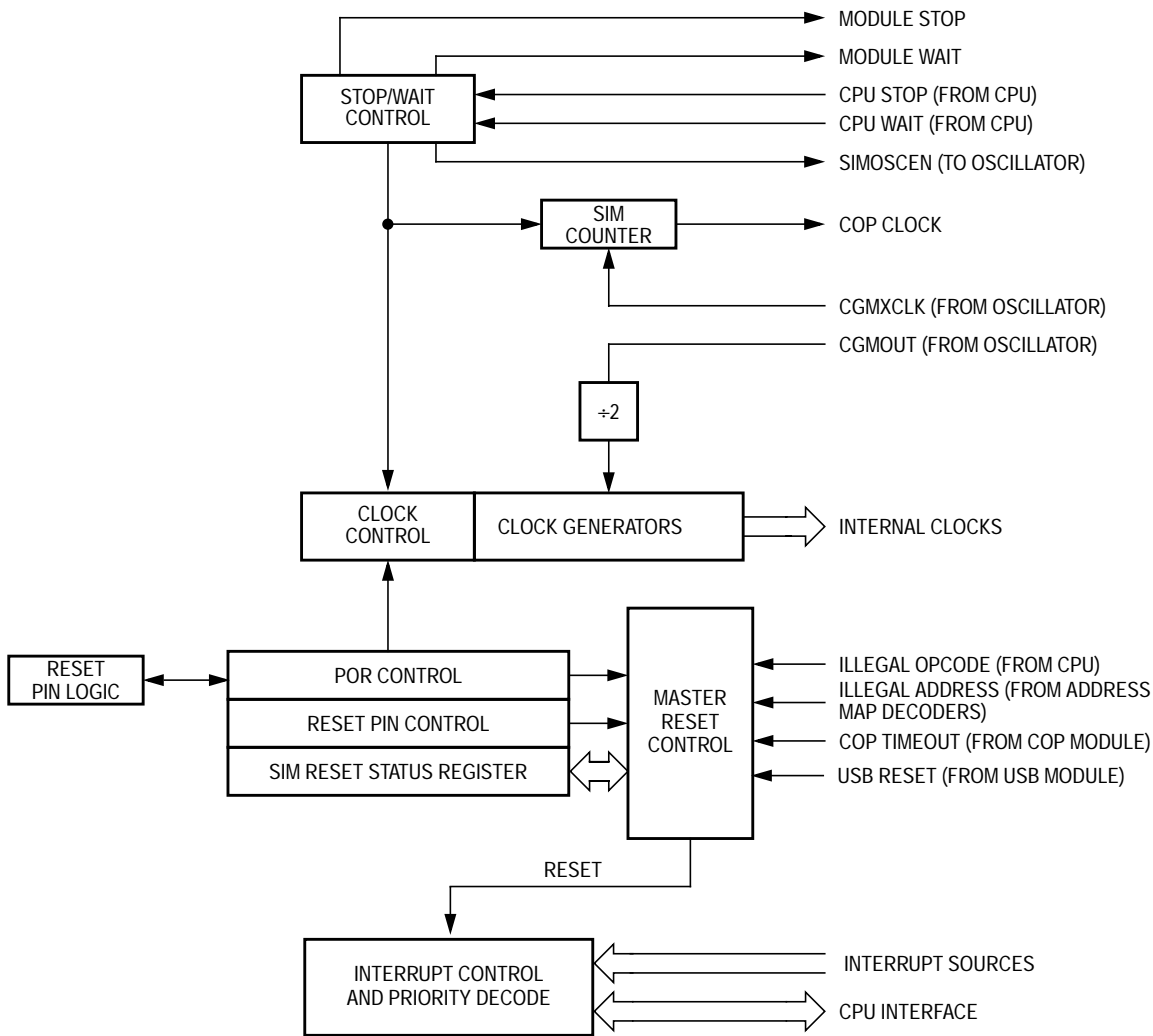 MODULE STOP
MODULE WAIT
STOP/WAIT
CONTROL
CPU STOP (FROM CPU)
CPU WAIT (FROM CPU)
SIMOSCEN (TO OSCILLATOR)
SIM
COUNTER
COP CLOCK
CGMXCLK (FROM OSCILLATOR)
CGMOUT (FROM OSCILLATOR)
÷2
CLOCK
CONTROL
CLOCK GENERATORS
INTERNAL CLOCKS
RESET
PIN LOGIC
POR CONTROL
RESET PIN CONTROL
SIM RESET STATUS REGISTER
MASTER
RESET
CONTROL
ILLEGAL OPCODE (FROM CPU)
ILLEGAL ADDRESS (FROM ADDRESS
MAP DECODERS)
COP TIMEOUT (FROM COP MODULE)
USB RESET (FROM USB MODULE)
RESET
INTERRUPT CONTROL
AND PRIORITY DECODE
INTERRUPT SOURCES
CPU INTERFACE